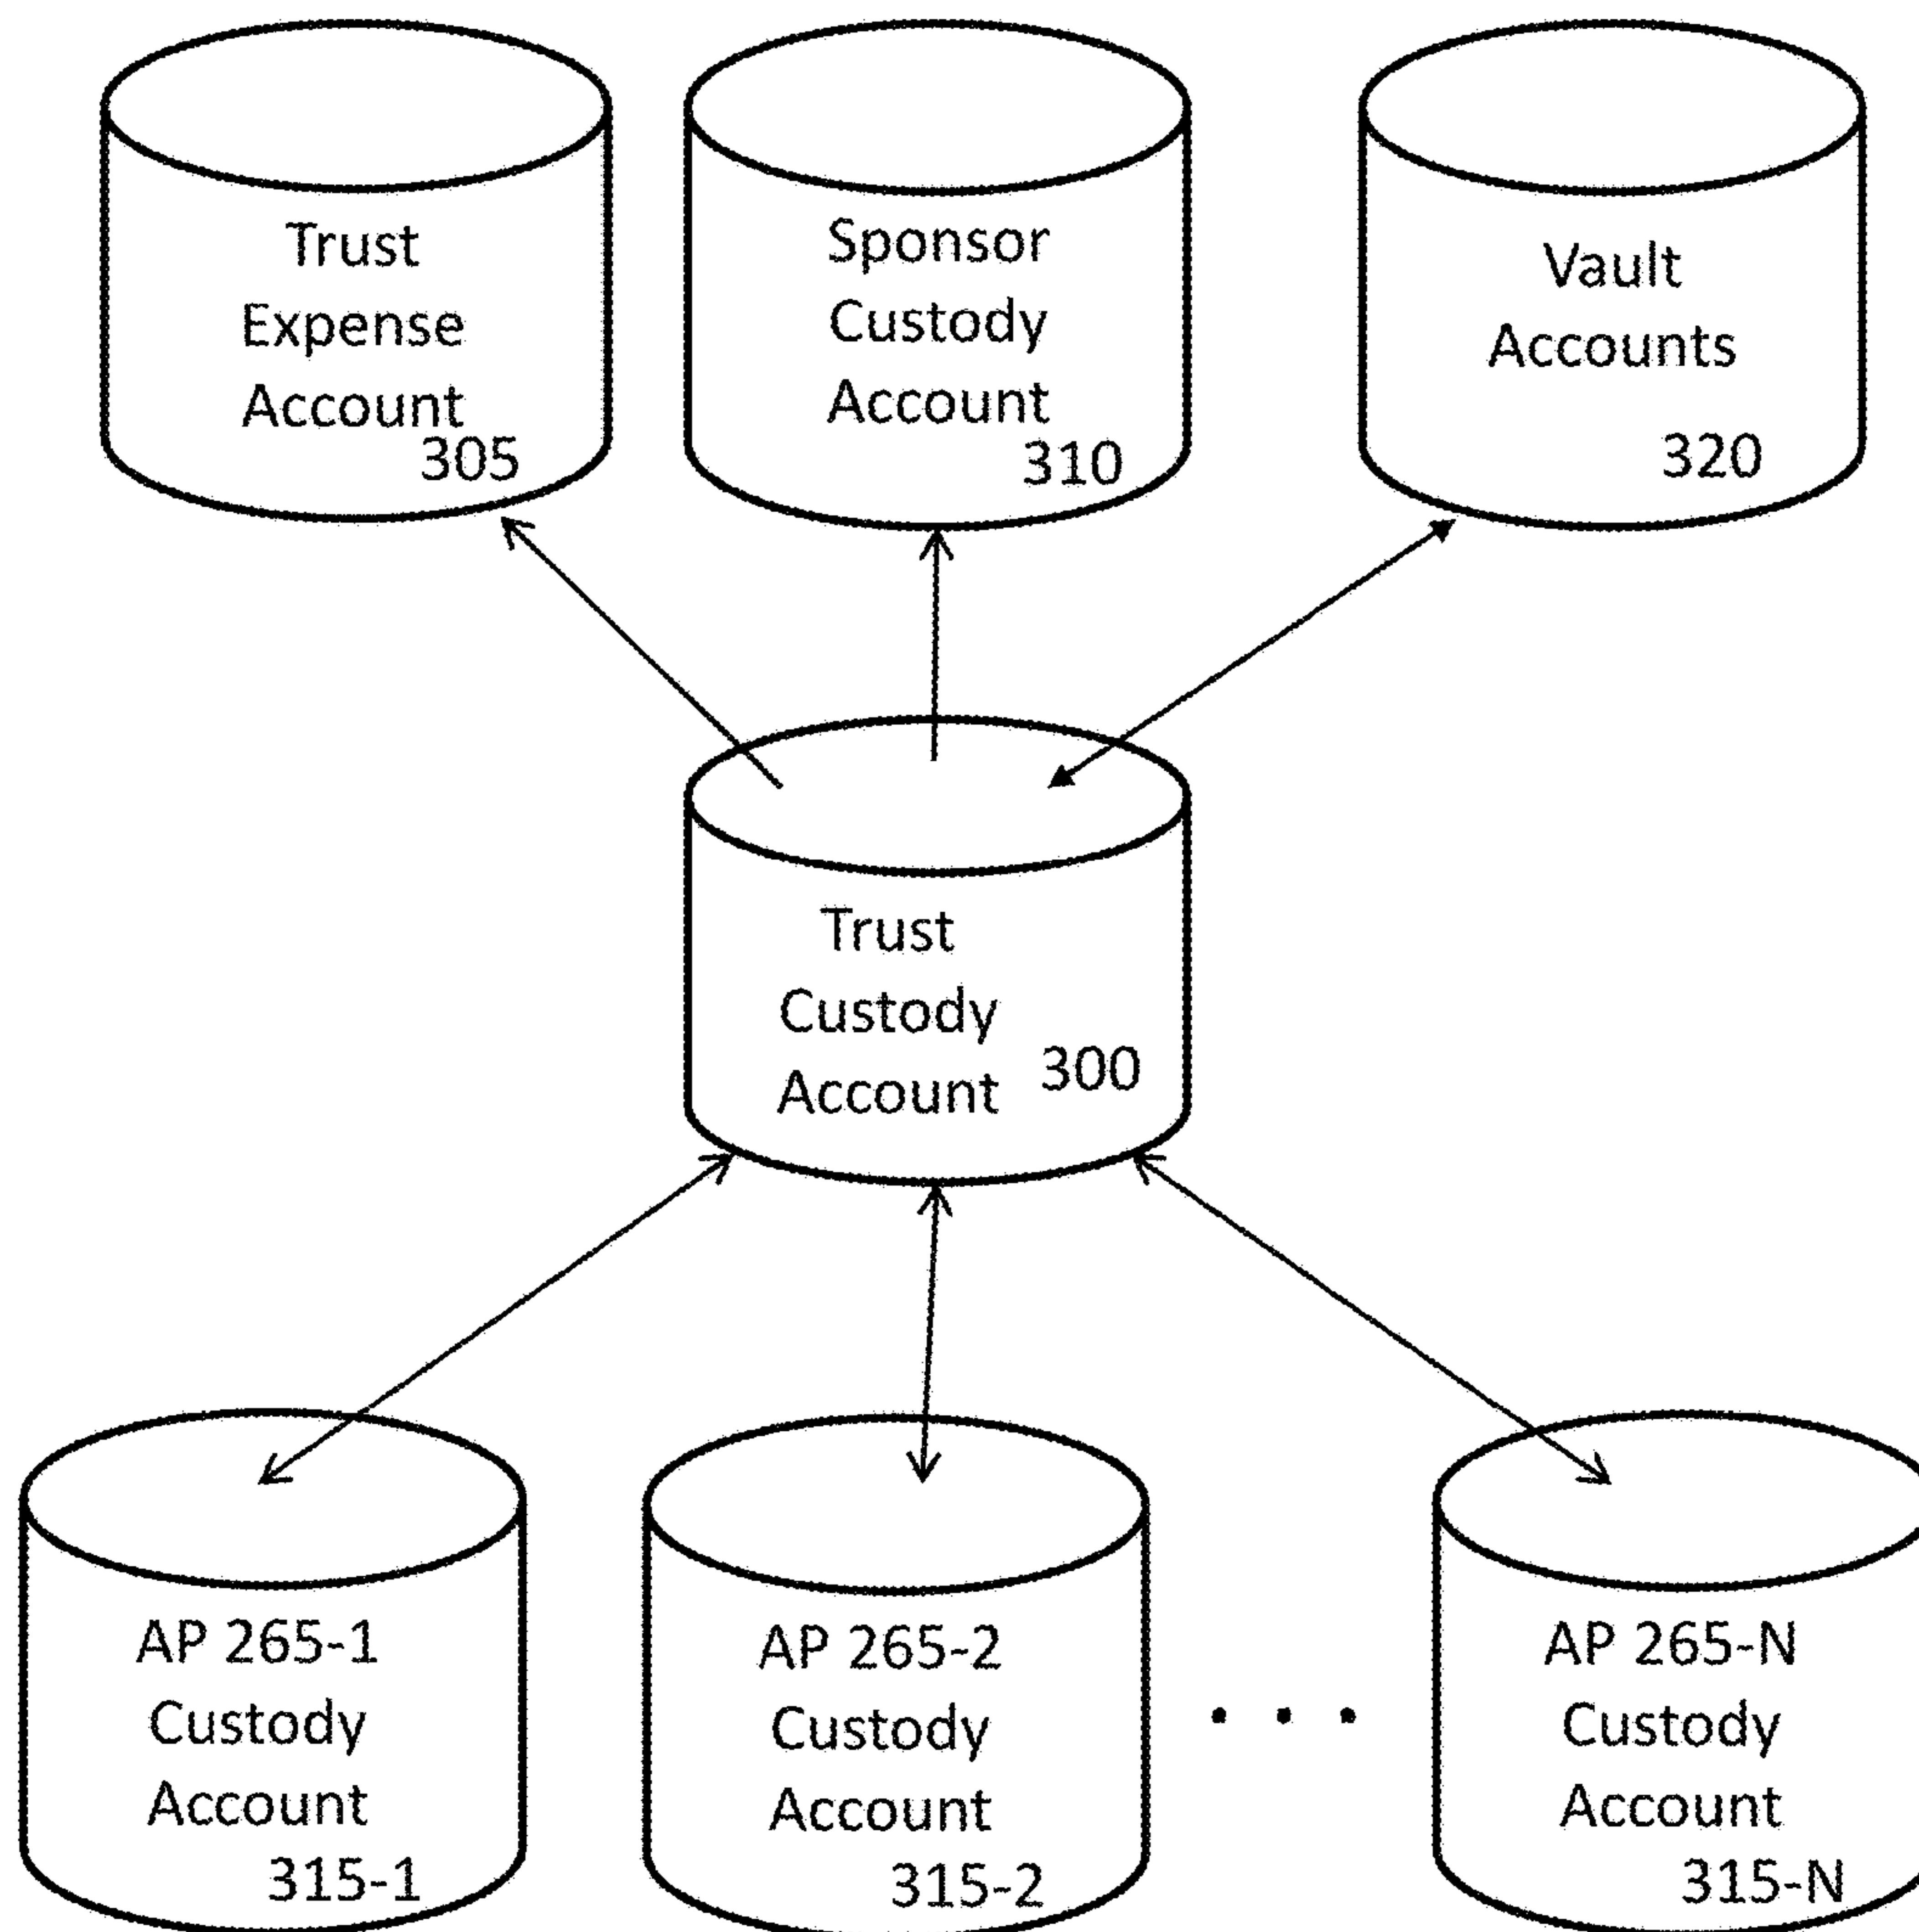 Trust
Expense
Account
305
Sponsor
Custody
Account
310
Vault
Accounts
320
Trust
Custody
Account
300
AP 265-1
Custody
Account
315-1
AP 265-2
Custody
Account
315-2
. . .
AP 265-N
Custody
Account
315-N